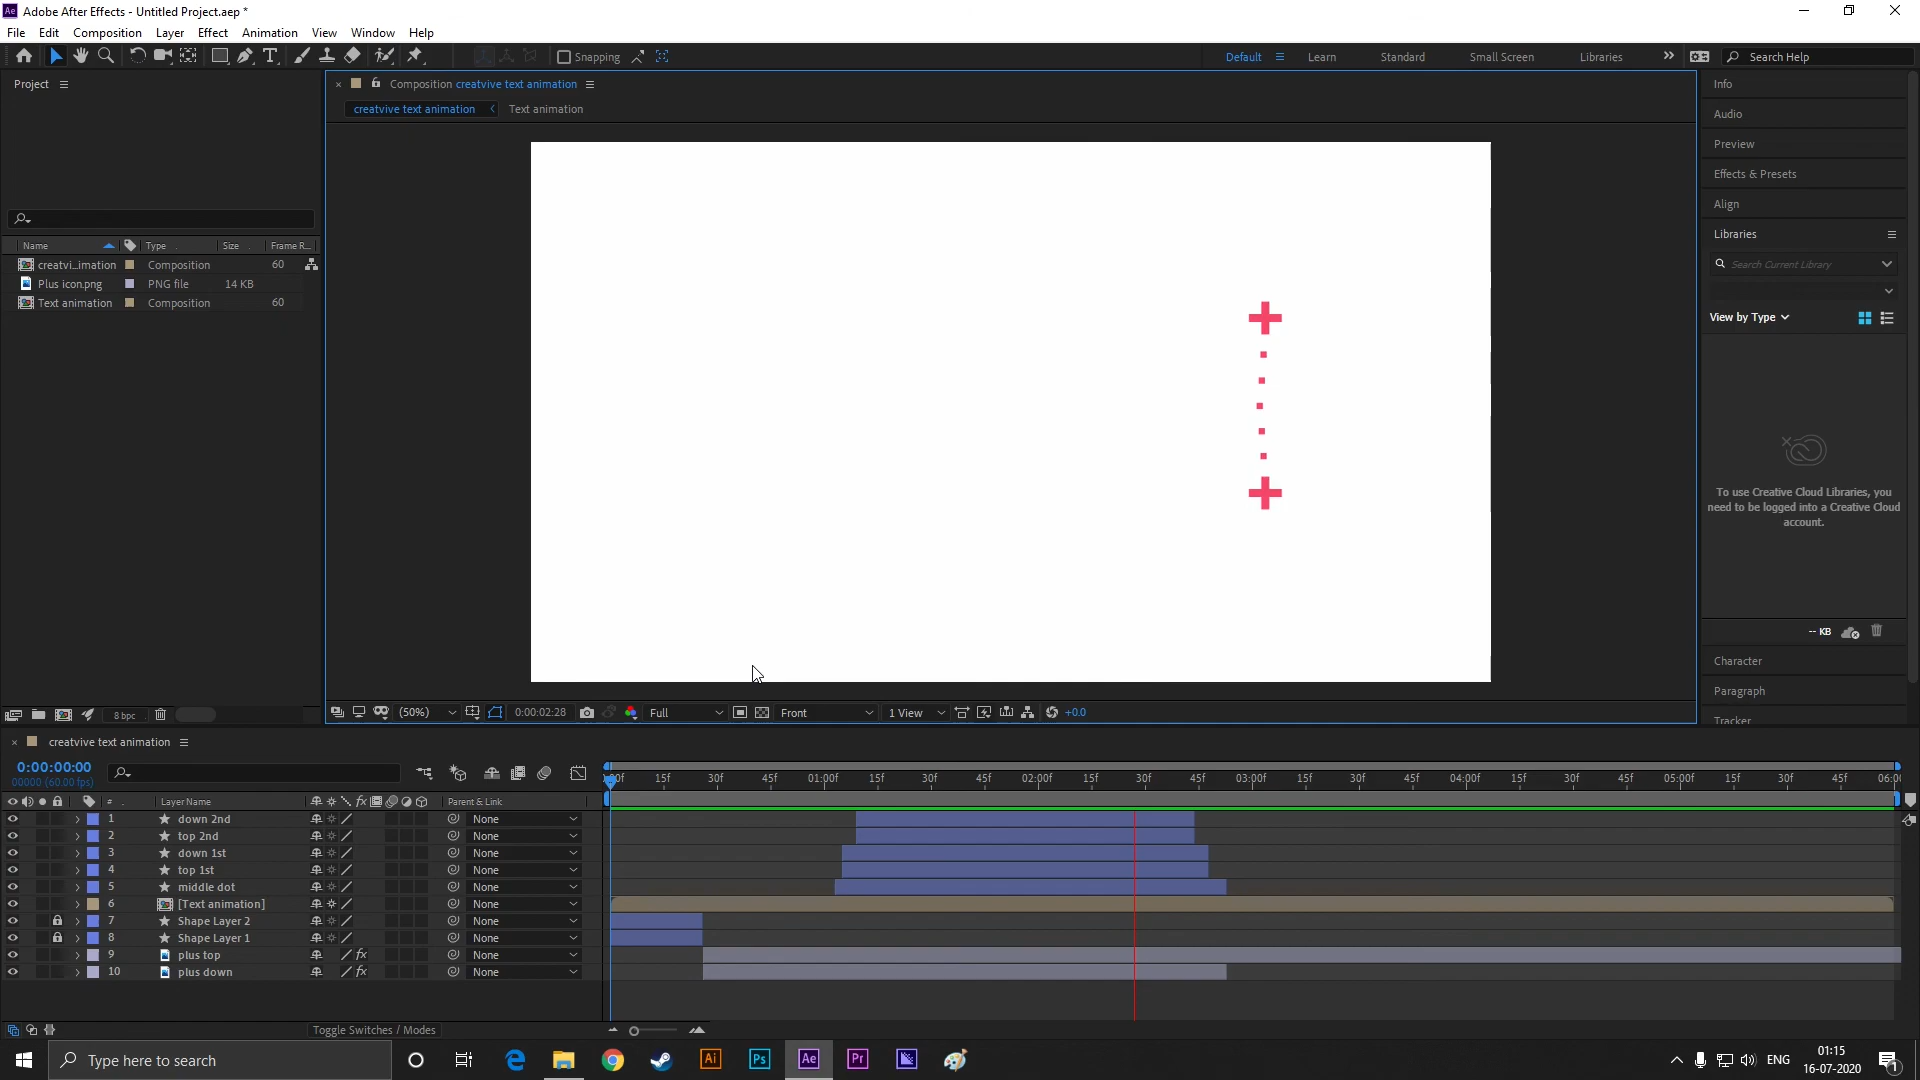 Adobe After Effects - Untitled Project.aep *
File Edit Composition Layer Effect Animation View Window Help
Snapping
Default Learn Standard Small Screen Libraries Search Help
Project
Composition creatvive text animation
creatvive text animation Text animation
Name Type Size Frame R...
creatvi...imation Composition 60
Plus icon.png PNG file 14 KB
Text animation Composition 60
8 bpc
(50%) 0:00:02:28 Full Front 1 View +0.0
Info
Audio
Preview
Effects & Presets
Align
Libraries
Search Current Library
View by Type
To use Creative Cloud Libraries, you
need to be logged into a Creative Cloud
account.
-- KB
Character
Paragraph
Tracker
creatvive text animation
0:00:00:00
00000 (60.00 fps)
15f 30f 45f 01:00f 15f 30f 45f 02:00f 15f 30f 45f 03:00f 15f 30f 45f 04:00f 15f 30f 45f 05:00f 15f 30f 45f
# Layer Name Parent & Link
1 down 2nd None
2 top 2nd None
3 down 1st None
4 top 1st None
5 middle dot None
6 [Text animation] None
7 Shape Layer 2 None
8 Shape Layer 1 None
9 plus top fx None
10 plus down fx None
Toggle Switches / Modes
Type here to search
Ai Ps Ae Pr
ENG
01:15
16-07-2020
1